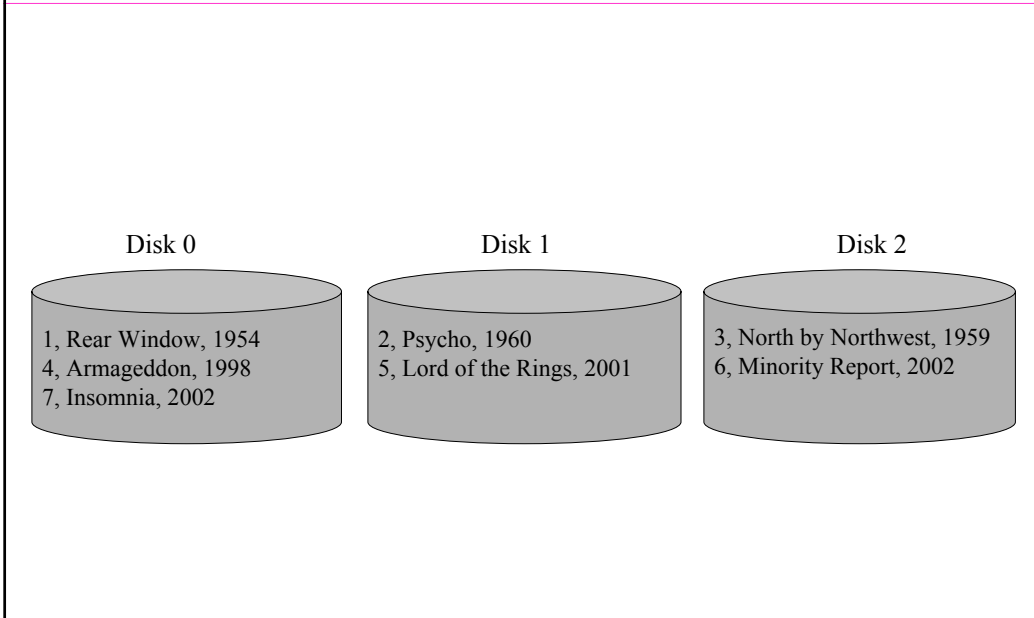 Disk 0
1, Rear Window, 1954
4, Armageddon, 1998
7, Insomnia, 2002
Disk 1
2, Psycho, 1960
5, Lord of the Rings, 2001
Disk 2
3, North by Northwest, 1959
6, Minority Report, 2002